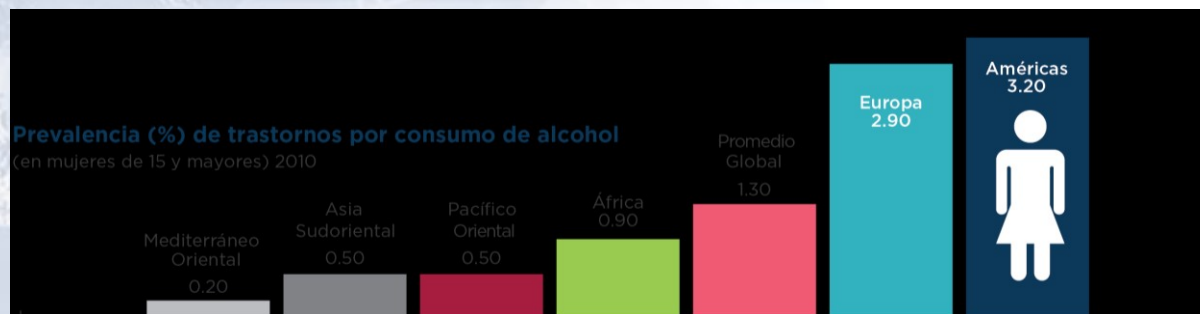 Prevalencia (%) de trastornos por consumo de alcohol
(en mujeres de 15 y mayores) 2010
Mediterráneo
Oriental
0.20
Asia
Sudoriental
0.50
Pacífico
Oriental
0.50
África
0.90
Promedio
Global
1.30
Europa
2.90
Américas
3.20